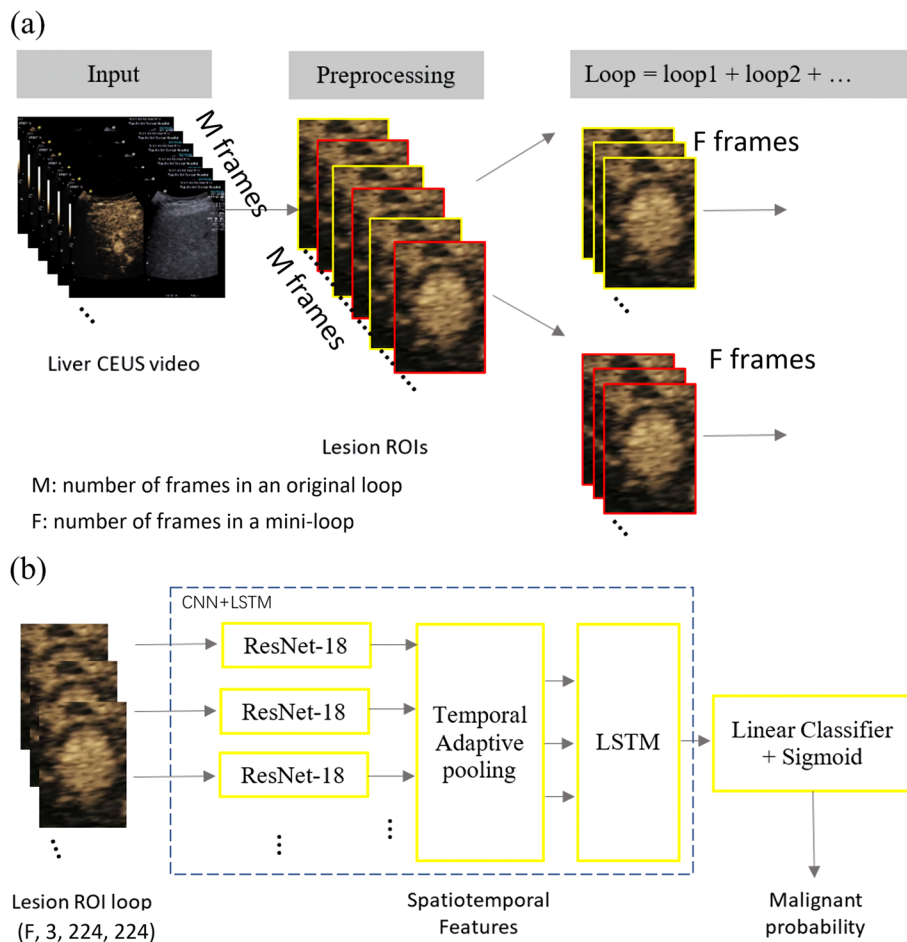 (a)
Input
Preprocessing
Loop = loop1 + loop2 + …
M frames
M frames
F frames
F frames
Liver CEUS video
Lesion ROIs
M: number of frames in an original loop
F: number of frames in a mini-loop
(b)
CNN+LSTM
ResNet-18
ResNet-18
ResNet-18
Temporal
Adaptive
pooling
LSTM
Linear Classifier
+ Sigmoid
Lesion ROI loop
(F, 3, 224, 224)
Spatiotemporal
Features
Malignant
probability